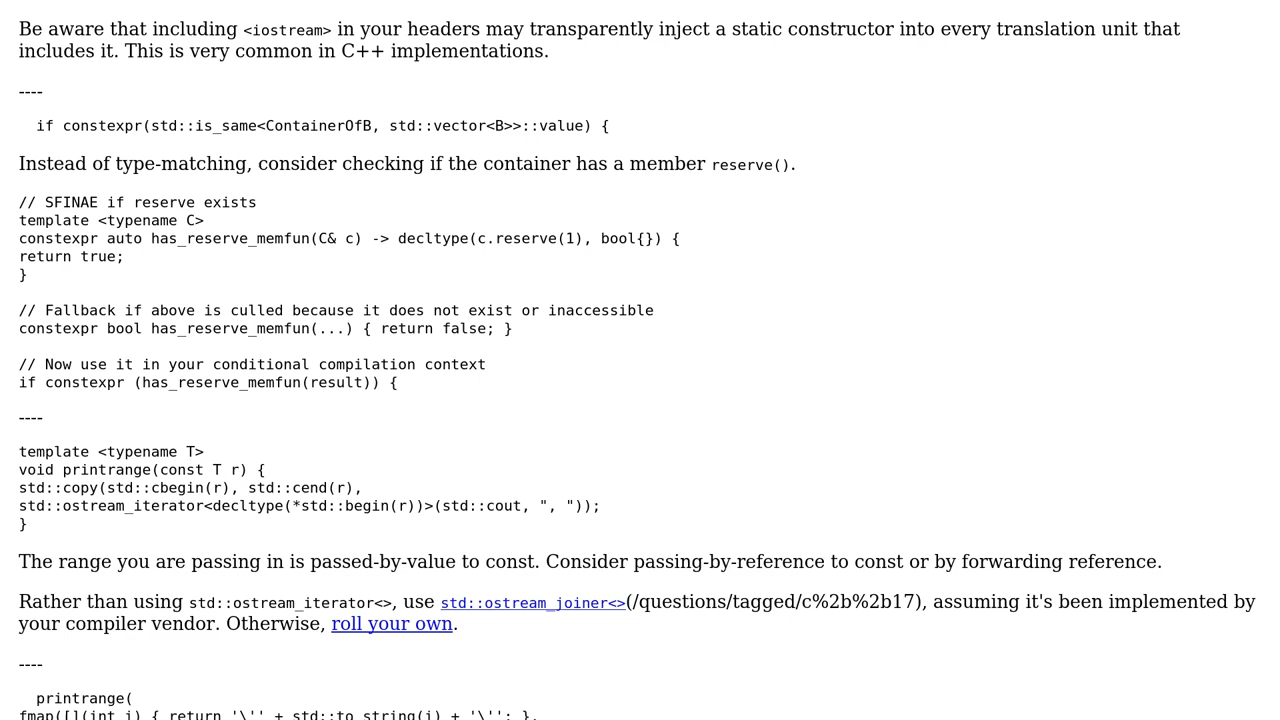 Be aware that including <iostream> in your headers may transparently inject a static constructor into every translation unit that
includes it. This is very common in C++ implementations.
----
if constexpr(std::is_same<ContainerOfB, std::vector<B>>::value) {
Instead of type-matching, consider checking if the container has a member reserve().
// SFINAE if reserve exists
template <typename C>
constexpr auto has_reserve_memfun(C& c) -> decltype(c.reserve(1), bool{}) {
return true;
}
// Fallback if above is culled because it does not exist or inaccessible
constexpr bool has_reserve_memfun(...) { return false; }
// Now use it in your conditional compilation context
if constexpr (has_reserve_memfun(result)) {
----
template <typename T>
void printrange(const T r) {
std::copy(std::cbegin(r), std::cend(r),
std::ostream_iterator<decltype(*std::begin(r))>(std::cout, ", "));
}
The range you are passing in is passed-by-value to const. Consider passing-by-reference to const or by forwarding reference.
Rather than using std::ostream_iterator<>, use std::ostream_joiner<>(/questions/tagged/c%2b%2b17), assuming it's been implemented by
your compiler vendor. Otherwise, roll your own.
----
printrange(
fmap([](int i) { return '\'' + std::to_string(i) + '\''; },